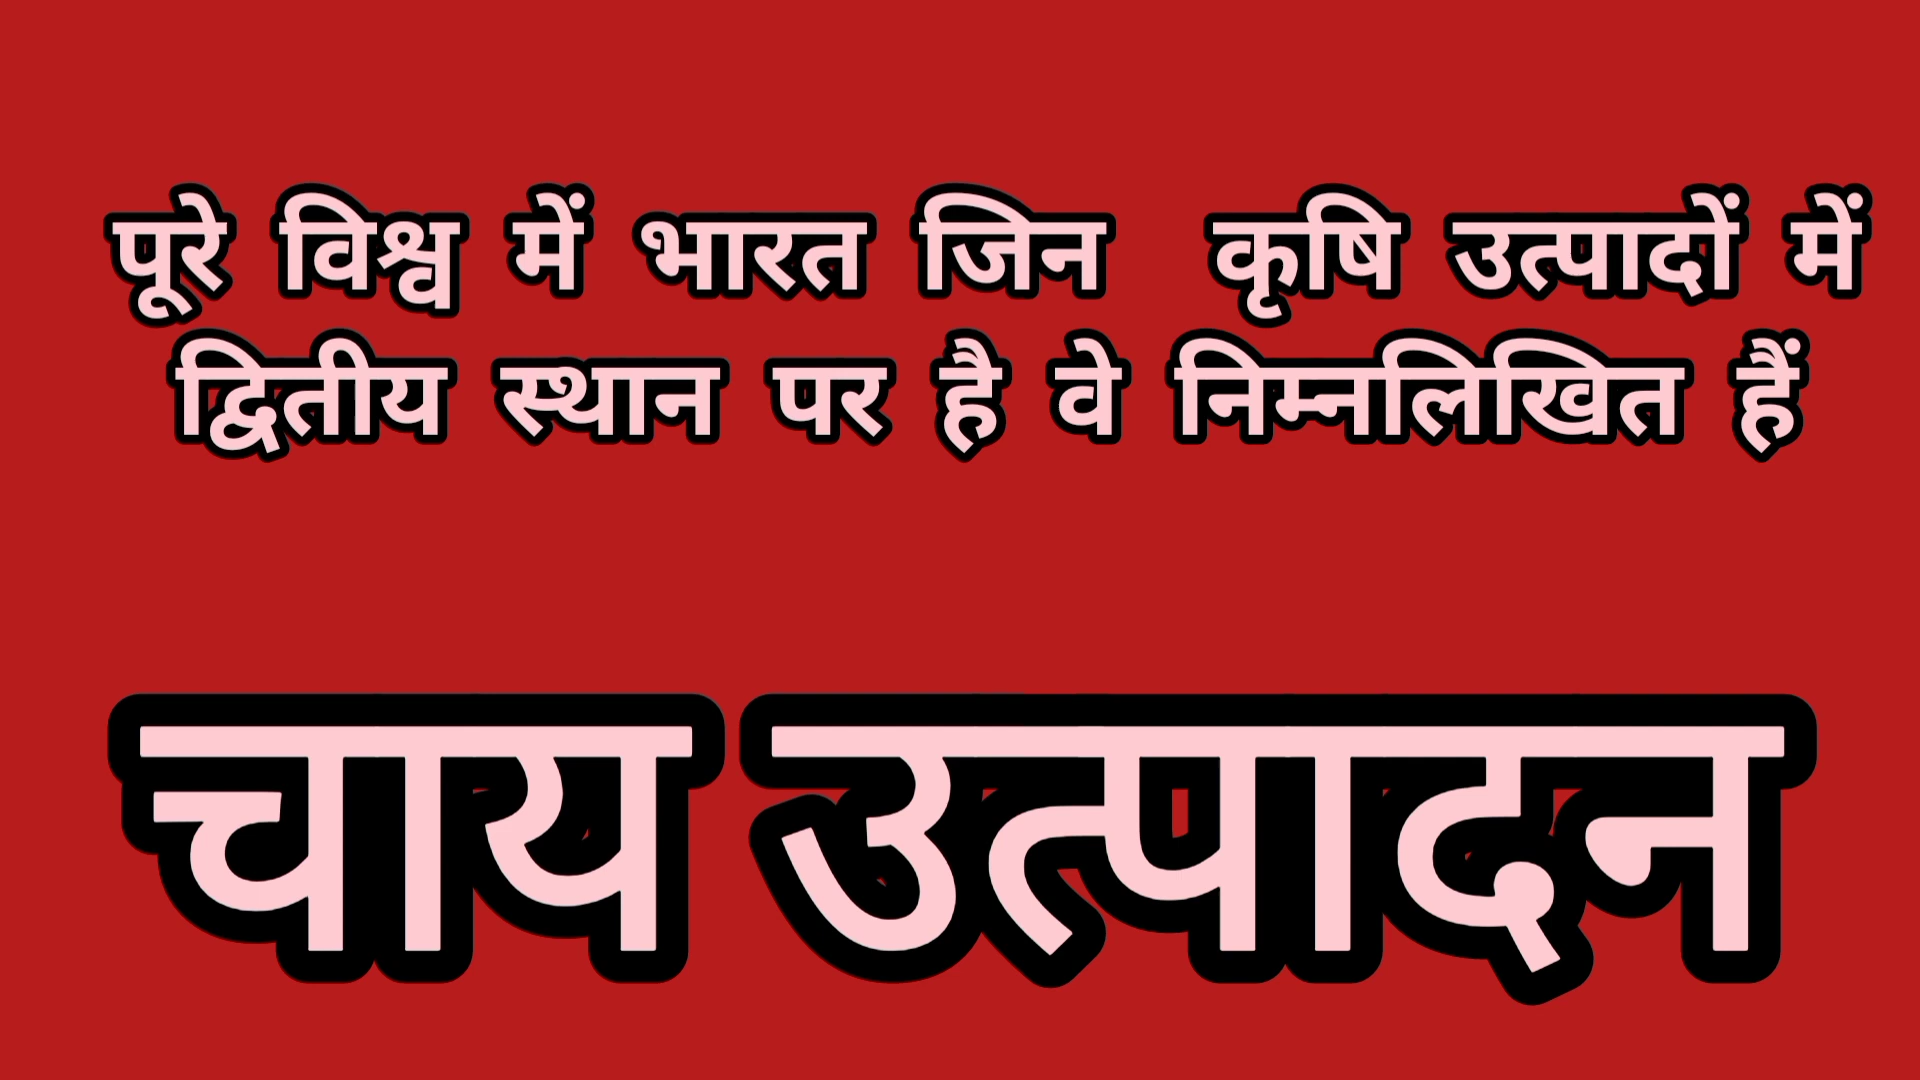 पूरे विश्व में भारत जिन कृषि उत्पादों में
द्वितीय स्थान पर है वे निम्नलिखित हैं
चाय उत्पादन